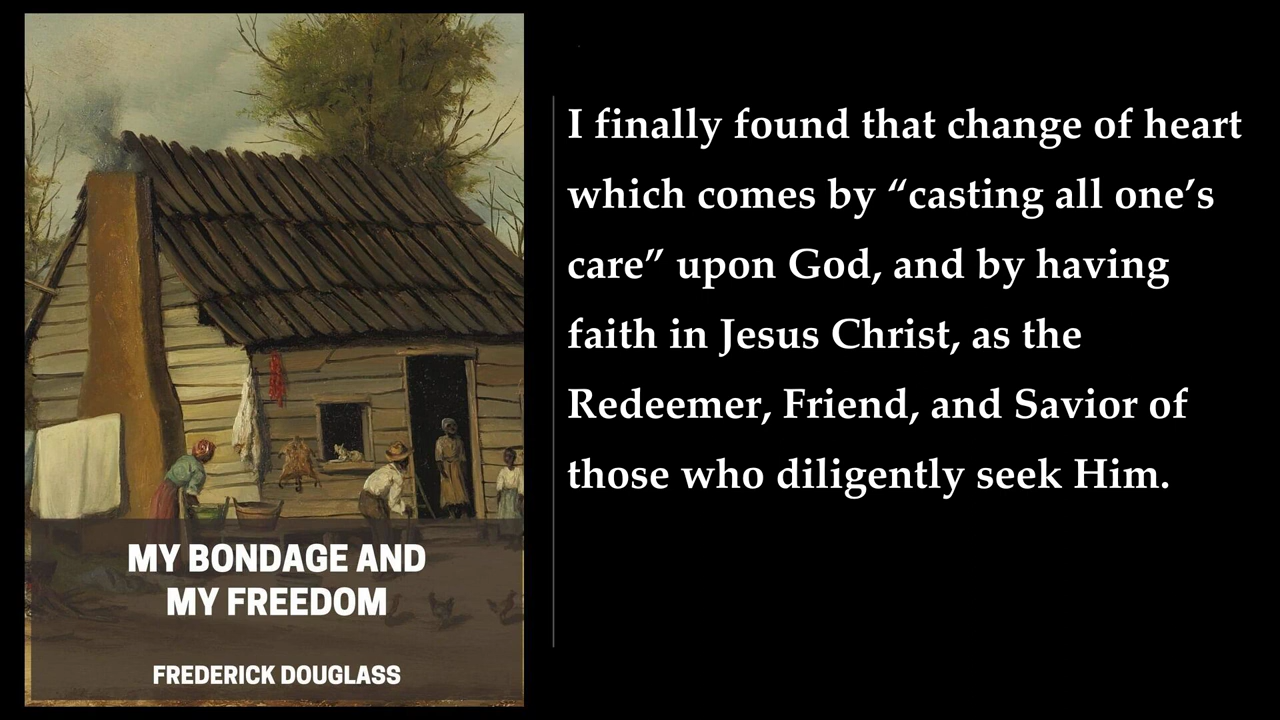 MY BONDAGE AND
MY FREEDOM
FREDERICK DOUGLASS
I finally found that change of heart
which comes by “casting all one’s
care” upon God, and by having
faith in Jesus Christ, as the
Redeemer, Friend, and Savior of
those who diligently seek Him.